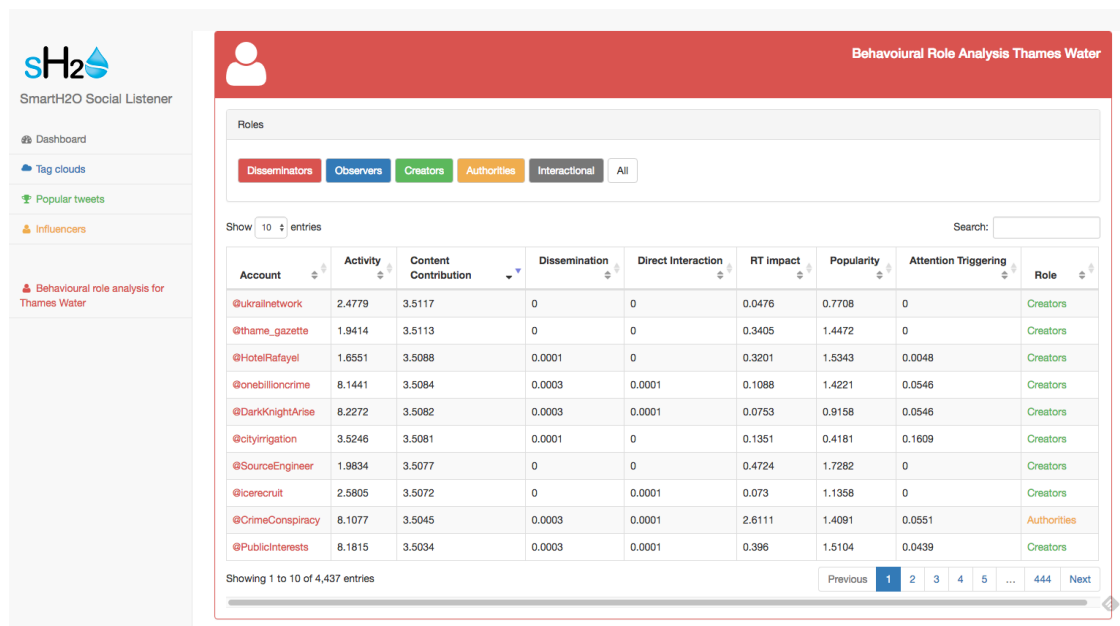 sH2O
SmartH2O Social Listener
Dashboard
Tag clouds
Popular tweets
Influencers
Behavioural role analysis for
Thames Water
Behavoiural Role Analysis Thames Water
Roles
Disseminators Observers Creators Authorities Interactional All
Show 10 entries Search:
Account Activity Content Contribution Dissemination Direct Interaction RT impact Popularity Attention Triggering Role
@ukrailnetwork 2.4779 3.5117 0 0 0.0476 0.7708 0 Creators
@thame_gazette 1.9414 3.5113 0 0 0.3405 1.4472 0 Creators
@HotelRafayel 1.6551 3.5088 0.0001 0 0.3201 1.5343 0.0048 Creators
@onebillioncrime 8.1441 3.5084 0.0003 0.0001 0.1088 1.4221 0.0546 Creators
@DarkKnightArise 8.2272 3.5082 0.0003 0.0001 0.0753 0.9158 0.0546 Creators
@cityirrigation 3.5246 3.5081 0.0001 0 0.1351 0.4181 0.1609 Creators
@SourceEngineer 1.9834 3.5077 0 0 0.4724 1.7282 0 Creators
@icerecruit 2.5805 3.5072 0 0.0001 0.073 1.1358 0 Creators
@CrimeConspiracy 8.1077 3.5045 0.0003 0.0001 2.6111 1.4091 0.0551 Authorities
@PublicInterests 8.1815 3.5034 0.0003 0.0001 0.396 1.5104 0.0439 Creators
Showing 1 to 10 of 4,437 entries Previous 1 2 3 4 5 ... 444 Next